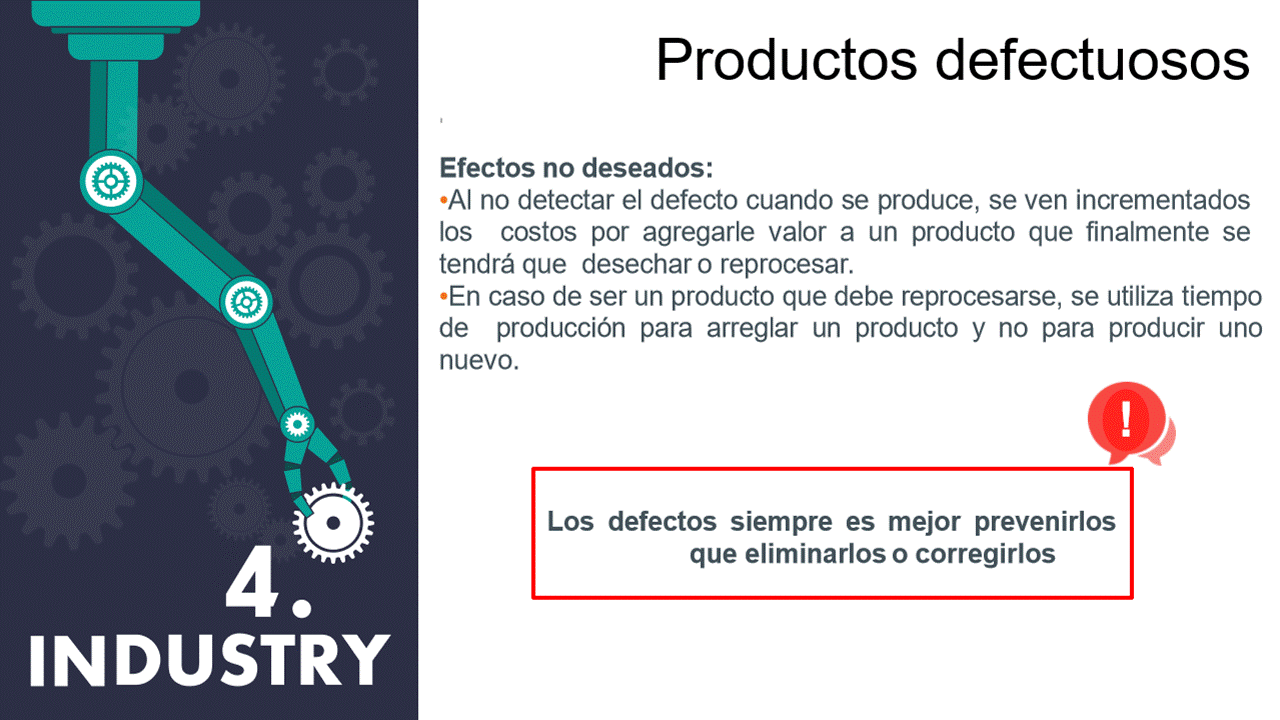 Productos defectuosos
Efectos no deseados:
•Al no detectar el defecto cuando se produce, se ven incrementados
los costos por agregarle valor a un producto que finalmente se
tendrá que desechar o reprocesar.
•En caso de ser un producto que debe reprocesarse, se utiliza tiempo
de producción para arreglar un producto y no para producir uno
nuevo.
!
Los defectos siempre es mejor prevenirlos
que eliminarlos o corregirlos
4.
INDUSTRY